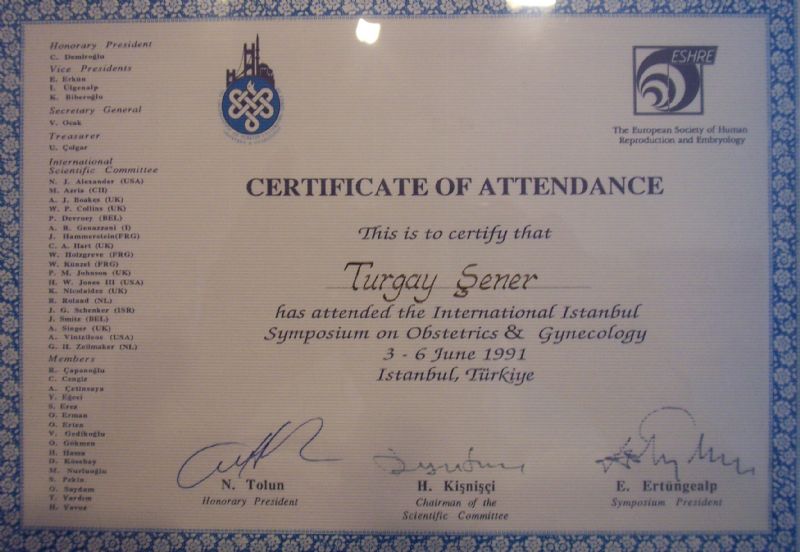 Honorary President
C. Demiroğlu
Vice Presidents
E. Erkün
I. Ülgenalp
K. Biberoğlu
Secretary General
V. Ocak
Treasurer
U. Çolgar
International
Scientific Committee
N. J. Alexander (USA)
M. Azria (CH)
A. J. Boakes (UK)
W. P. Collins (UK)
P. Devroey (BEL)
A. R. Genazzani (I)
J. Hammerstein(FRG)
C. A. Hart (UK)
W. Holzgreve (FRG)
W. Künzel (FRG)
P. M. Johnson (UK)
H. W. Jones III (USA)
K. Nicolaides (UK)
R. Roland (NL)
J. G. Schenker (ISR)
J. Smitz (BEL)
A. Singer (UK)
A. Vintzileos (USA)
G. H. Zeilmaker (NL)
Members
R. Çapanoğlu
C. Cengiz
A. Çetinsaya
Y. Eğeci
S. Erez
O. Erman
O. Erten
V. Gedikoğlu
O. Gökmen
H. Hama
D. Kösebay
M. Nurluoğlu
S. Pekin
O. Saydam
T. Yardım
H. Yavuz
ESHRE
The European Society of Human
Reproduction and Embryology
CERTIFICATE OF ATTENDANCE
This is to certify that
Turgay Şener
has attended the International Istanbul
Symposium on Obstetrics & Gynecology
3 - 6 June 1991
Istanbul, Türkiye
N. Tolun
Honorary President
H. Kişnişçi
Chairman of the
Scientific Committee
E. Ertüngealp
Symposium President